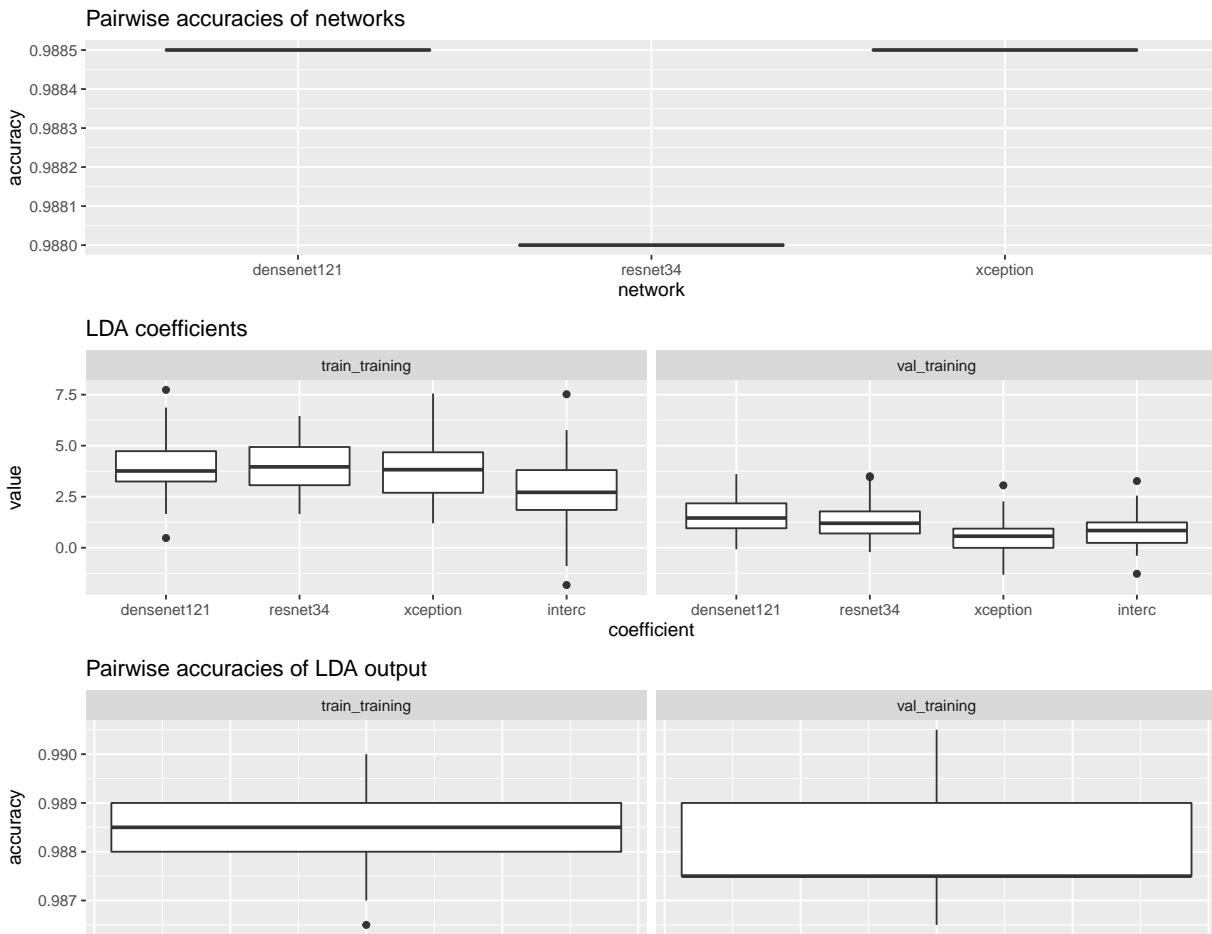 Pairwise accuracies of networks
0.9885
0.9884
0.9883
0.9882
0.9881
0.9880
accuracy
densenet121 resnet34 xception
network
LDA coefficients
train_training val_training
7.5
5.0
2.5
0.0
value
densenet121 resnet34 xception interc densenet121 resnet34 xception interc
coefficient
Pairwise accuracies of LDA output
train_training val_training
0.990
0.989
0.988
0.987
accuracy